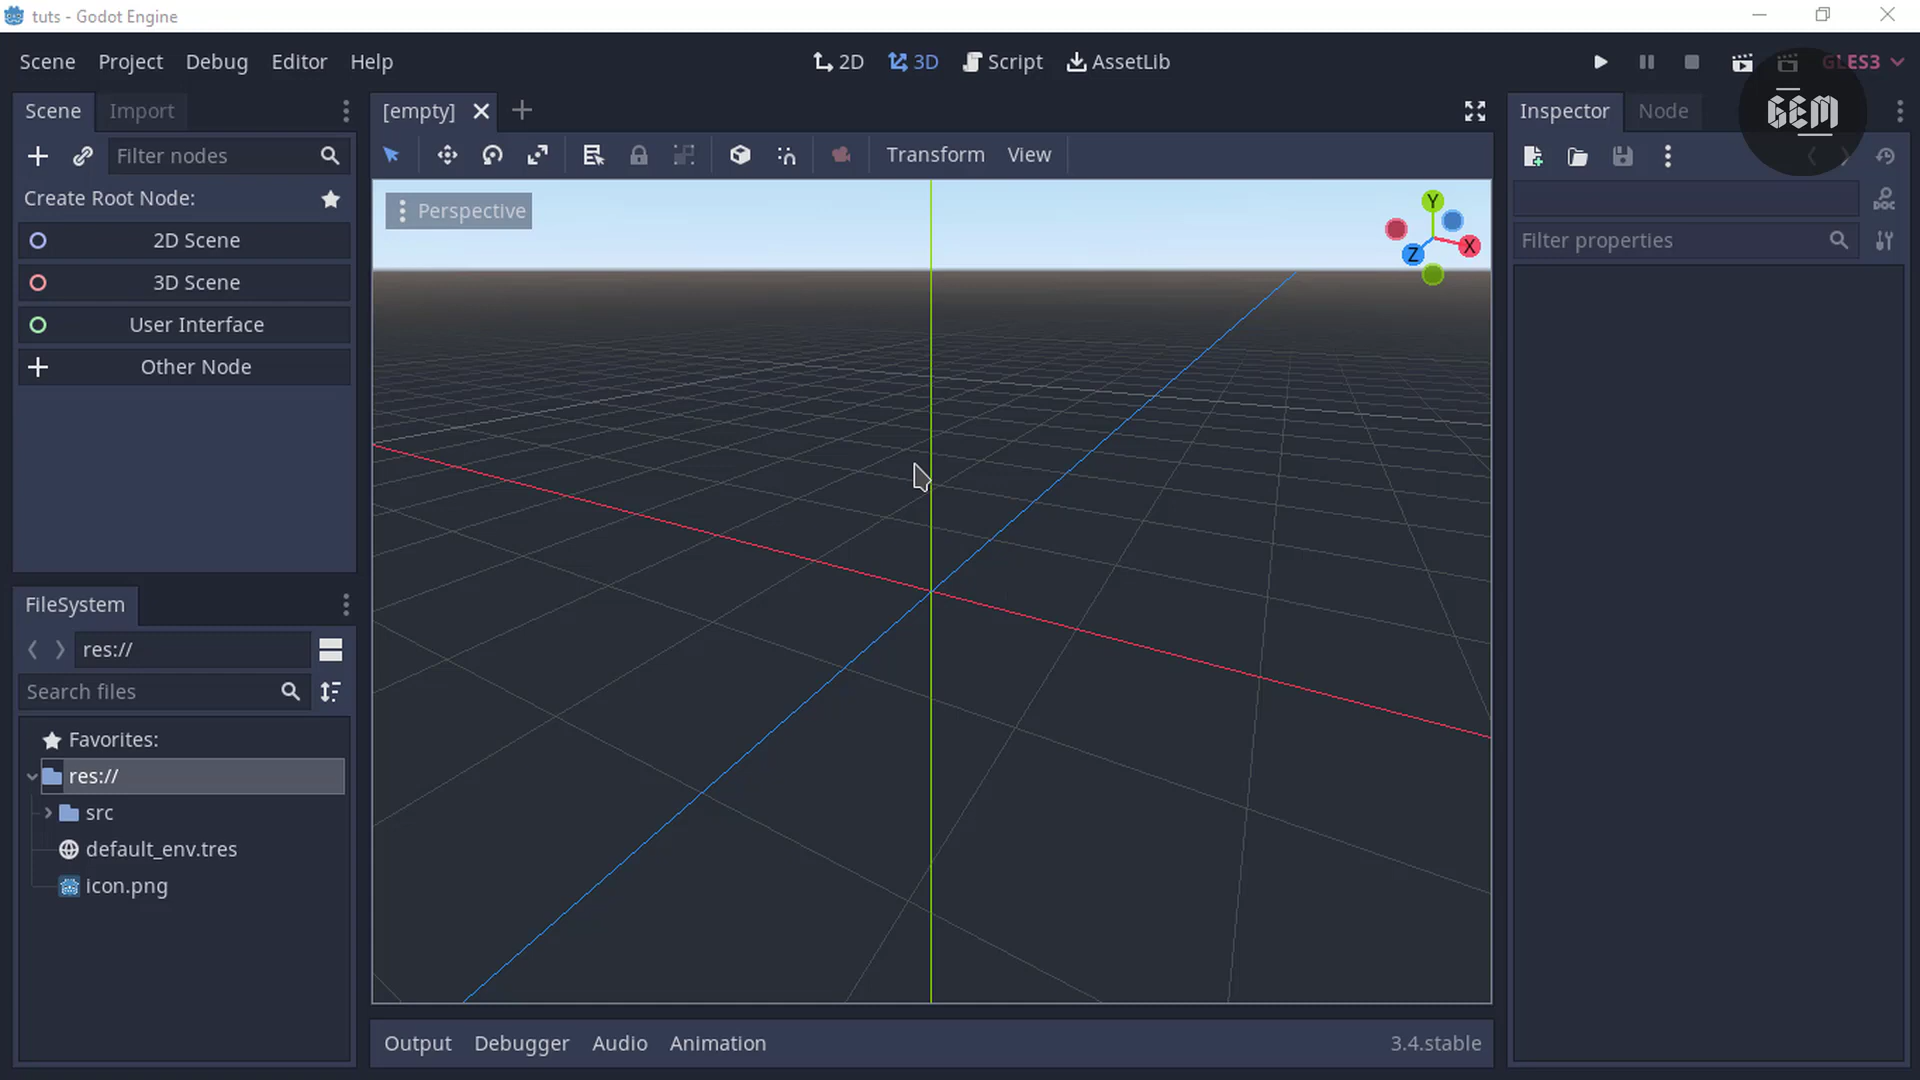 tuts - Godot Engine
Scene Project Debug Editor Help
2D 3D Script AssetLib
GLES3
Scene Import
[empty]
Inspector Node
GEM
Filter nodes
Transform View
Create Root Node:
Perspective
Y
X
Z
DOC
2D Scene
Filter properties
3D Scene
User Interface
Other Node
FileSystem
res://
Search files
Favorites:
res://
src
default_env.tres
icon.png
Output Debugger Audio Animation
3.4.stable